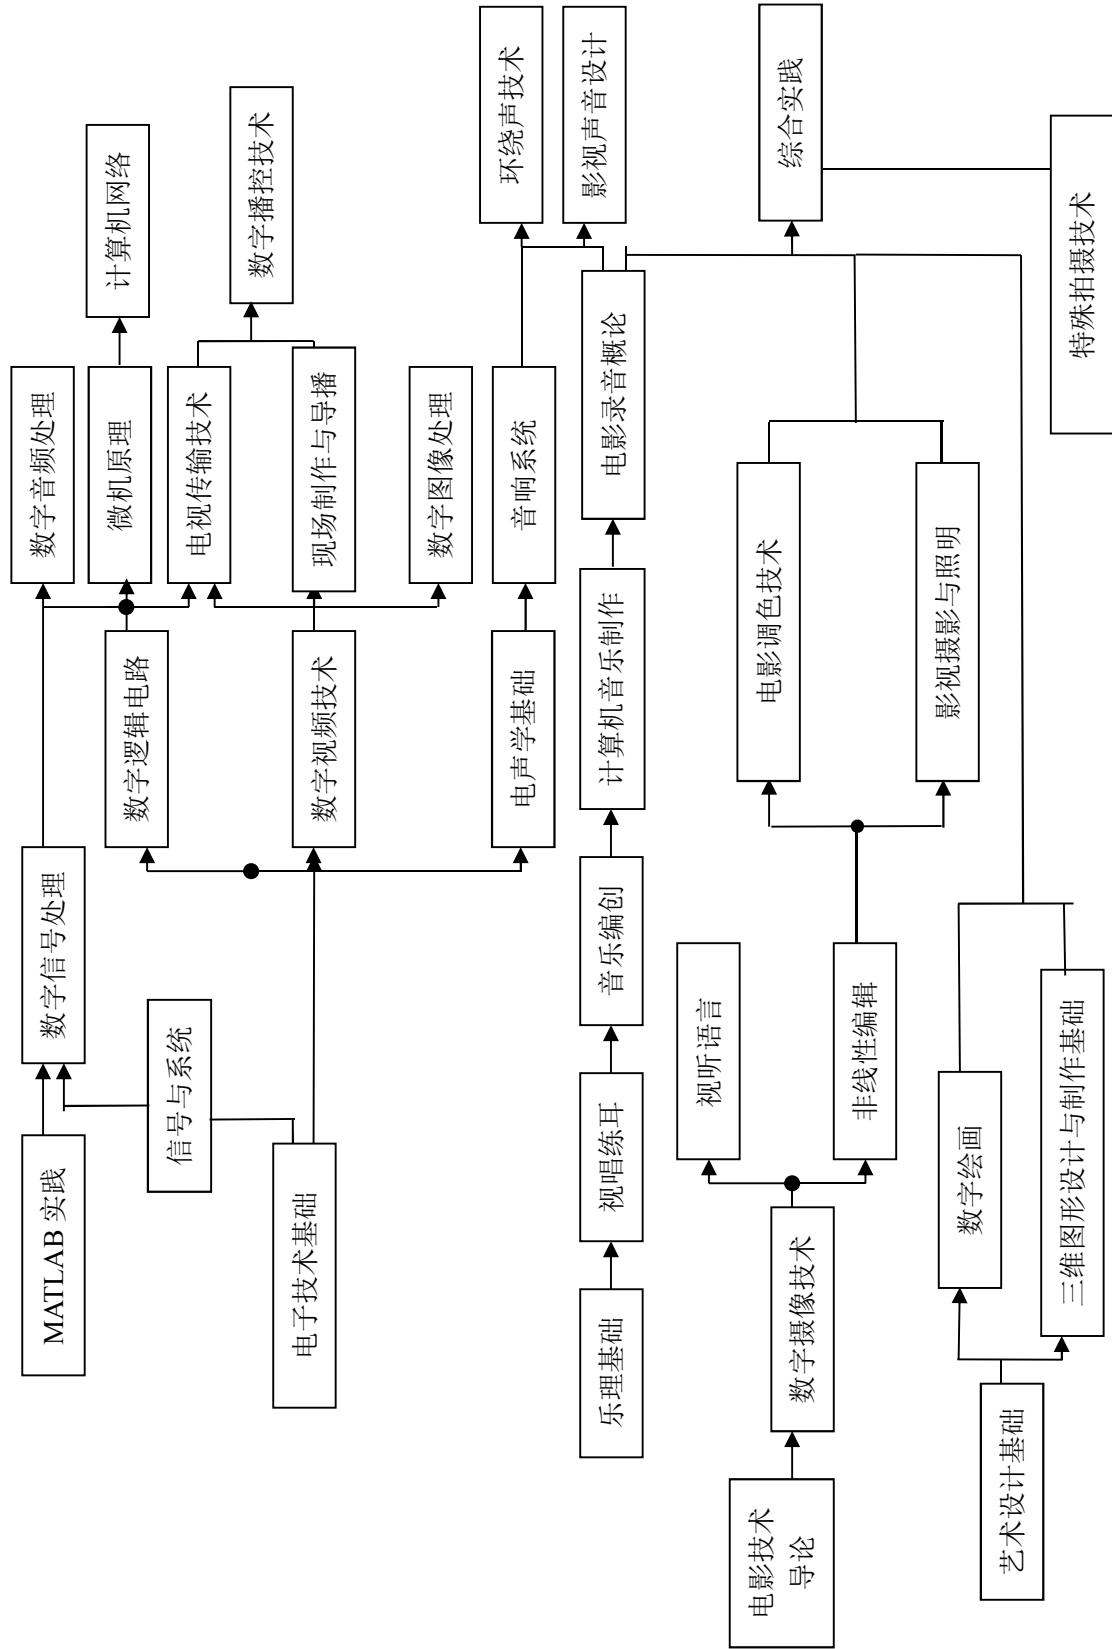 数字音频处理
计算机网络
微机原理
数字播控技术
电视传输技术
现场制作与导播
数字图像处理
环绕声技术
影视声音设计
音响系统
电影录音概论
综合实践
特殊拍摄技术
数字信号处理
数字逻辑电路
数字视频技术
电声学基础
计算机音乐制作
电影调色技术
影视摄影与照明
MATLAB 实践
信号与系统
电子技术基础
音乐编创
视唱练耳
乐理基础
视听语言
非线性编辑
数字摄像技术
电影技术
导论
数字绘画
三维图形设计与制作基础
艺术设计基础